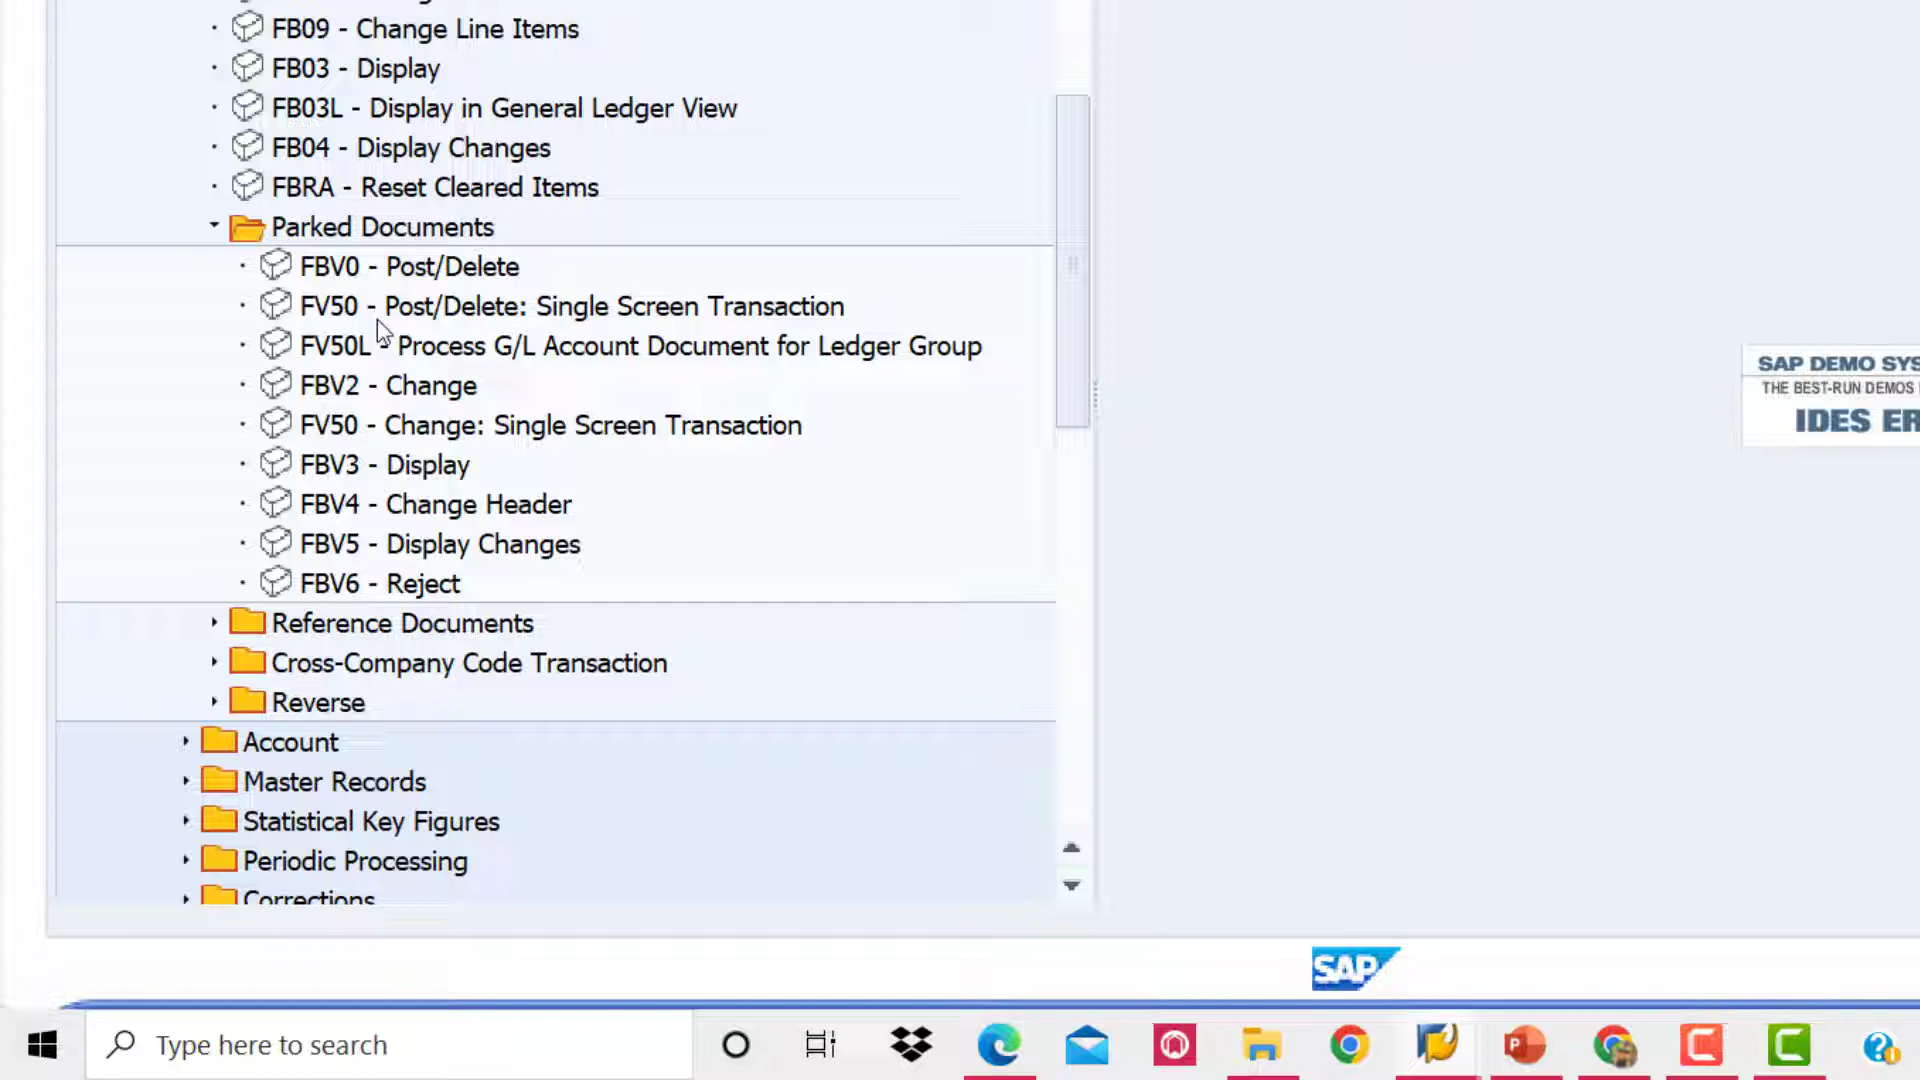 FB09 - Change Line Items
FB03 - Display
FB03L - Display in General Ledger View
FB04 - Display Changes
FBRA - Reset Cleared Items
Parked Documents
FBV0 - Post/Delete
FV50 - Post/Delete: Single Screen Transaction
FV50L - Process G/L Account Document for Ledger Group
FBV2 - Change
FV50 - Change: Single Screen Transaction
FBV3 - Display
FBV4 - Change Header
FBV5 - Display Changes
FBV6 - Reject
Reference Documents
Cross-Company Code Transaction
Reverse
Account
Master Records
Statistical Key Figures
Periodic Processing
Corrections
SAP DEMO SYS
THE BEST-RUN DEMOS
IDES ER
SAP
Type here to search